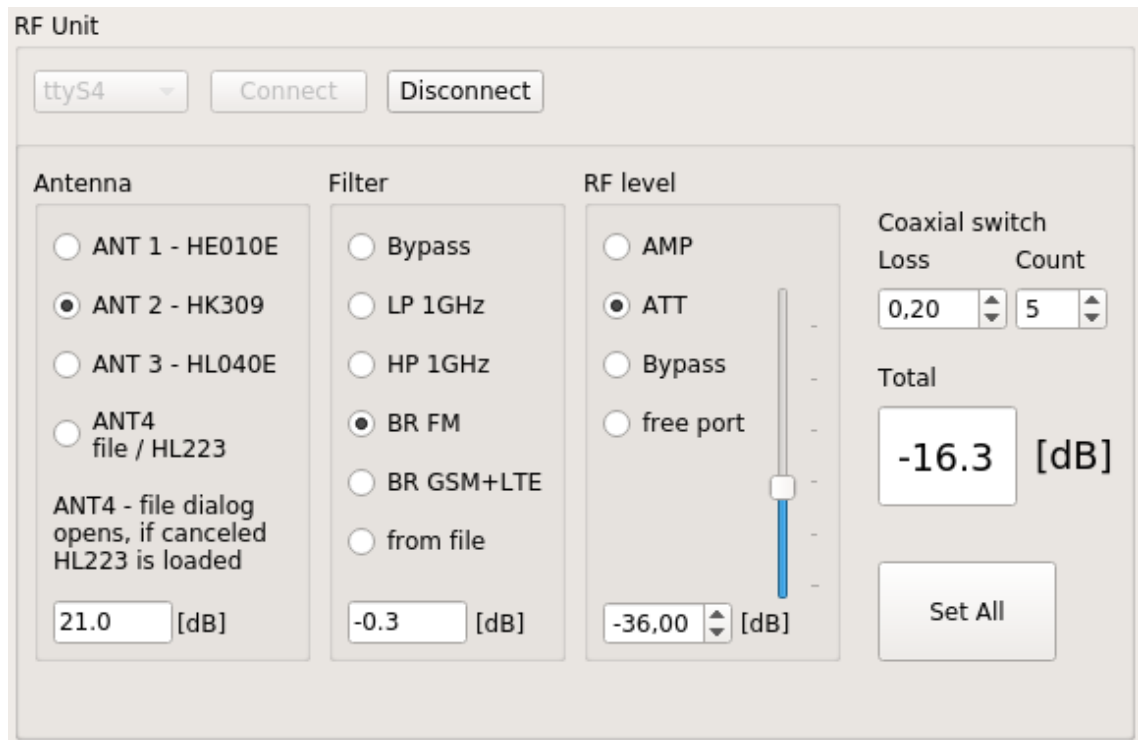 RF Unit
ttyS4 Connect Disconnect
Antenna
ANT 1 - HE010E
ANT 2 - HK309
ANT 3 - HL040E
ANT4
file / HL223
ANT4 - file dialog
opens, if canceled
HL223 is loaded
21.0 [dB]
Filter
Bypass
LP 1GHz
HP 1GHz
BR FM
BR GSM+LTE
from file
-0.3 [dB]
RF level
AMP
ATT
Bypass
free port
-36,00 [dB]
Coaxial switch
Loss Count
0,20 5
Total
-16.3 [dB]
Set All